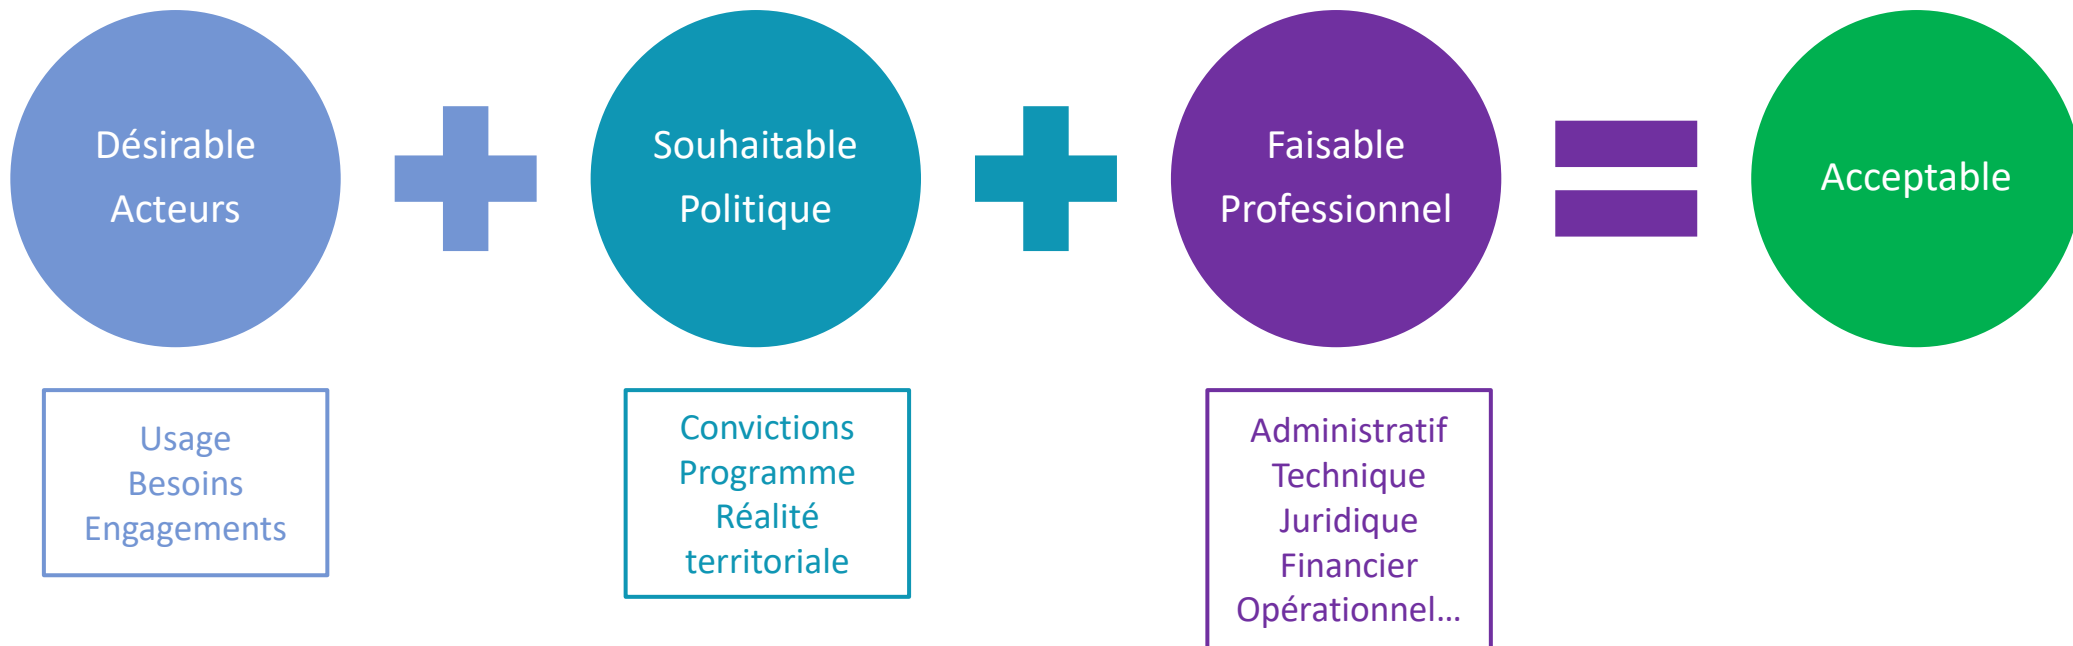 Désirable
Acteurs
Souhaitable
Politique
Faisable
Professionnel
Acceptable
Usage
Besoins
Engagements
Convictions
Programme
Réalité
territoriale
Administratif
Technique
Juridique
Financier
Opérationnel…